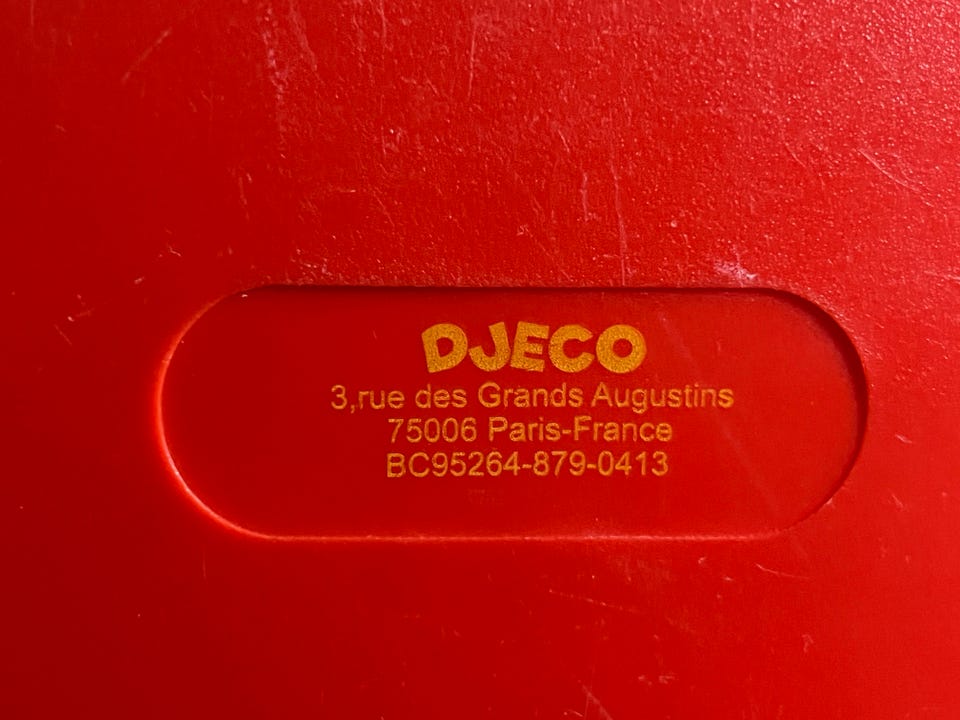 DJECO
3,rue des Grands Augustins
75006 Paris-France
BC95264-879-0413